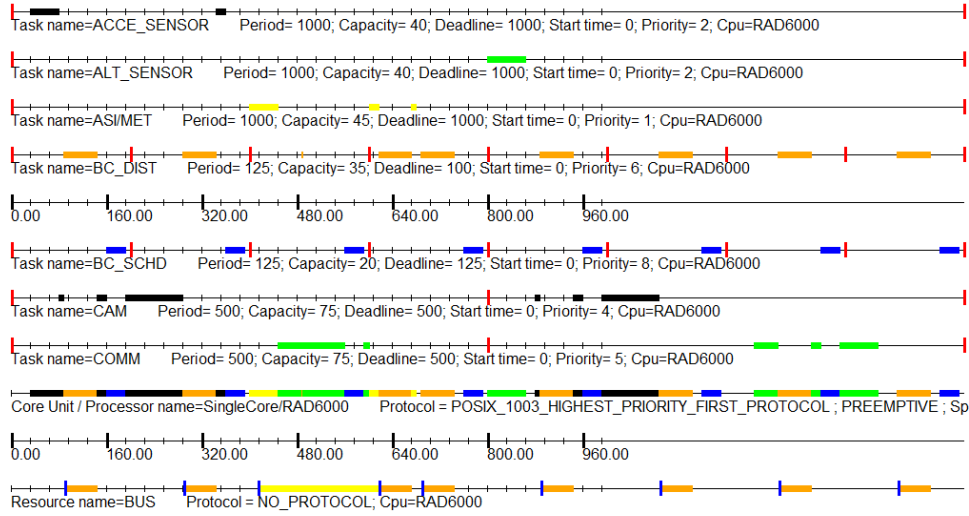 Task name=ACCE_SENSOR Period= 1000; Capacity= 40; Deadline= 1000; Start time= 0; Priority= 2; Cpu=RAD6000
Task name=ALT_SENSOR Period= 1000; Capacity= 40; Deadline= 1000; Start time= 0; Priority= 2; Cpu=RAD6000
Task name=ASI/MET Period= 1000; Capacity= 45; Deadline= 1000; Start time= 0; Priority= 1; Cpu=RAD6000
Task name=BC_DIST Period= 125; Capacity= 35; Deadline= 100; Start time= 0; Priority= 6; Cpu=RAD6000
0.00 160.00 320.00 480.00 640.00 800.00 960.00
Task name=BC_SCHD Period= 125; Capacity= 20; Deadline= 125; Start time= 0; Priority= 8; Cpu=RAD6000
Task name=CAM Period= 500; Capacity= 75; Deadline= 500; Start time= 0; Priority= 4; Cpu=RAD6000
Task name=COMM Period= 500; Capacity= 75; Deadline= 500; Start time= 0; Priority= 5; Cpu=RAD6000
Core Unit / Processor name=SingleCore/RAD6000 Protocol = POSIX_1003_HIGHEST_PRIORITY_FIRST_PROTOCOL ; PREEMPTIVE ; Sp
0.00 160.00 320.00 480.00 640.00 800.00 960.00
Resource name=BUS Protocol = NO_PROTOCOL; Cpu=RAD6000